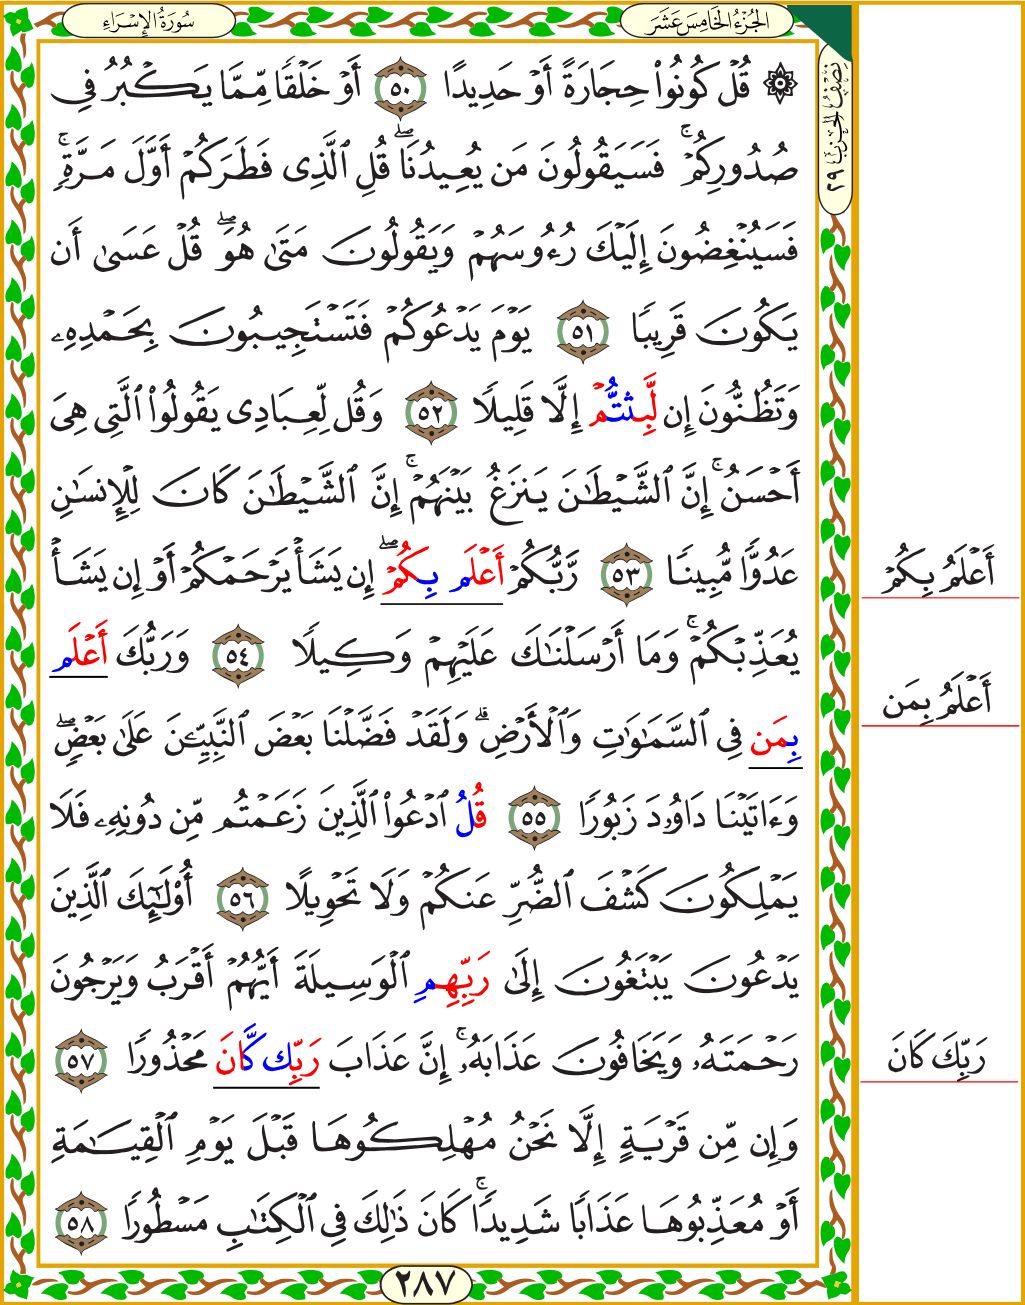 سُورَةُ الإِسْرَاءِ
الجُزْءُ الخَامِسَ عَشَرَ
نِصْفُ الحِزْبِ ٢٩
۞ قُلْ كُونُوا۟ حِجَارَةً أَوْ حَدِيدًا ٥٠ أَوْ خَلْقًا مِّمَّا يَكْبُرُ فِي
صُدُورِكُمْ ۚ فَسَيَقُولُونَ مَن يُعِيدُنَا ۖ قُلِ ٱلَّذِى فَطَرَكُمْ أَوَّلَ مَرَّةٍ ۚ
فَسَيُنْغِضُونَ إِلَيْكَ رُءُوسَهُمْ وَيَقُولُونَ مَتَىٰ هُوَ ۖ قُلْ عَسَىٰٓ أَن
يَكُونَ قَرِيبًا ٥١ يَوْمَ يَدْعُوكُمْ فَتَسْتَجِيبُونَ بِحَمْدِهِۦ
وَتَظُنُّونَ إِن لَّبِثتُّمْ إِلَّا قَلِيلًا ٥٢ وَقُل لِّعِبَادِى يَقُولُوا۟ ٱلَّتِى هِىَ
أَحْسَنُ ۚ إِنَّ ٱلشَّيْطَٰنَ يَنزَغُ بَيْنَهُمْ ۚ إِنَّ ٱلشَّيْطَٰنَ كَانَ لِلْإِنسَٰنِ
عَدُوًّا مُّبِينًا ٥٣ رَّبُّكُمْ أَعْلَم بِكُمْ ۖ إِن يَشَأْ يَرْحَمْكُمْ أَوْ إِن يَشَأْ
يُعَذِّبْكُمْ ۚ وَمَا أَرْسَلْنَٰكَ عَلَيْهِمْ وَكِيلًا ٥٤ وَرَبُّكَ أَعْلَم
بِمَن فِي ٱلسَّمَٰوَٰتِ وَٱلْأَرْضِ ۗ وَلَقَدْ فَضَّلْنَا بَعْضَ ٱلنَّبِيِّـۧنَ عَلَىٰ بَعْضٍ ۖ
وَءَاتَيْنَا دَاوُۥدَ زَبُورًا ٥٥ قُلُ ٱدْعُوا۟ ٱلَّذِينَ زَعَمْتُم مِّن دُونِهِۦ فَلَا
يَمْلِكُونَ كَشْفَ ٱلضُّرِّ عَنكُمْ وَلَا تَحْوِيلًا ٥٦ أُو۟لَٰٓئِكَ ٱلَّذِينَ
يَدْعُونَ يَبْتَغُونَ إِلَىٰ رَبِّهِمِ ٱلْوَسِيلَةَ أَيُّهُمْ أَقْرَبُ وَيَرْجُونَ
رَحْمَتَهُۥ وَيَخَافُونَ عَذَابَهُۥ ۚ إِنَّ عَذَابَ رَبِّك كَّانَ مَحْذُورًا ٥٧
وَإِن مِّن قَرْيَةٍ إِلَّا نَحْنُ مُهْلِكُوهَا قَبْلَ يَوْمِ ٱلْقِيَٰمَةِ
أَوْ مُعَذِّبُوهَا عَذَابًا شَدِيدًا ۚ كَانَ ذَٰلِكَ فِي ٱلْكِتَٰبِ مَسْطُورًا ٥٨
أَعْلَمُ بِكُمْ
أَعْلَمُ بِمَن
رَبِّكَ كَانَ
٢٨٧